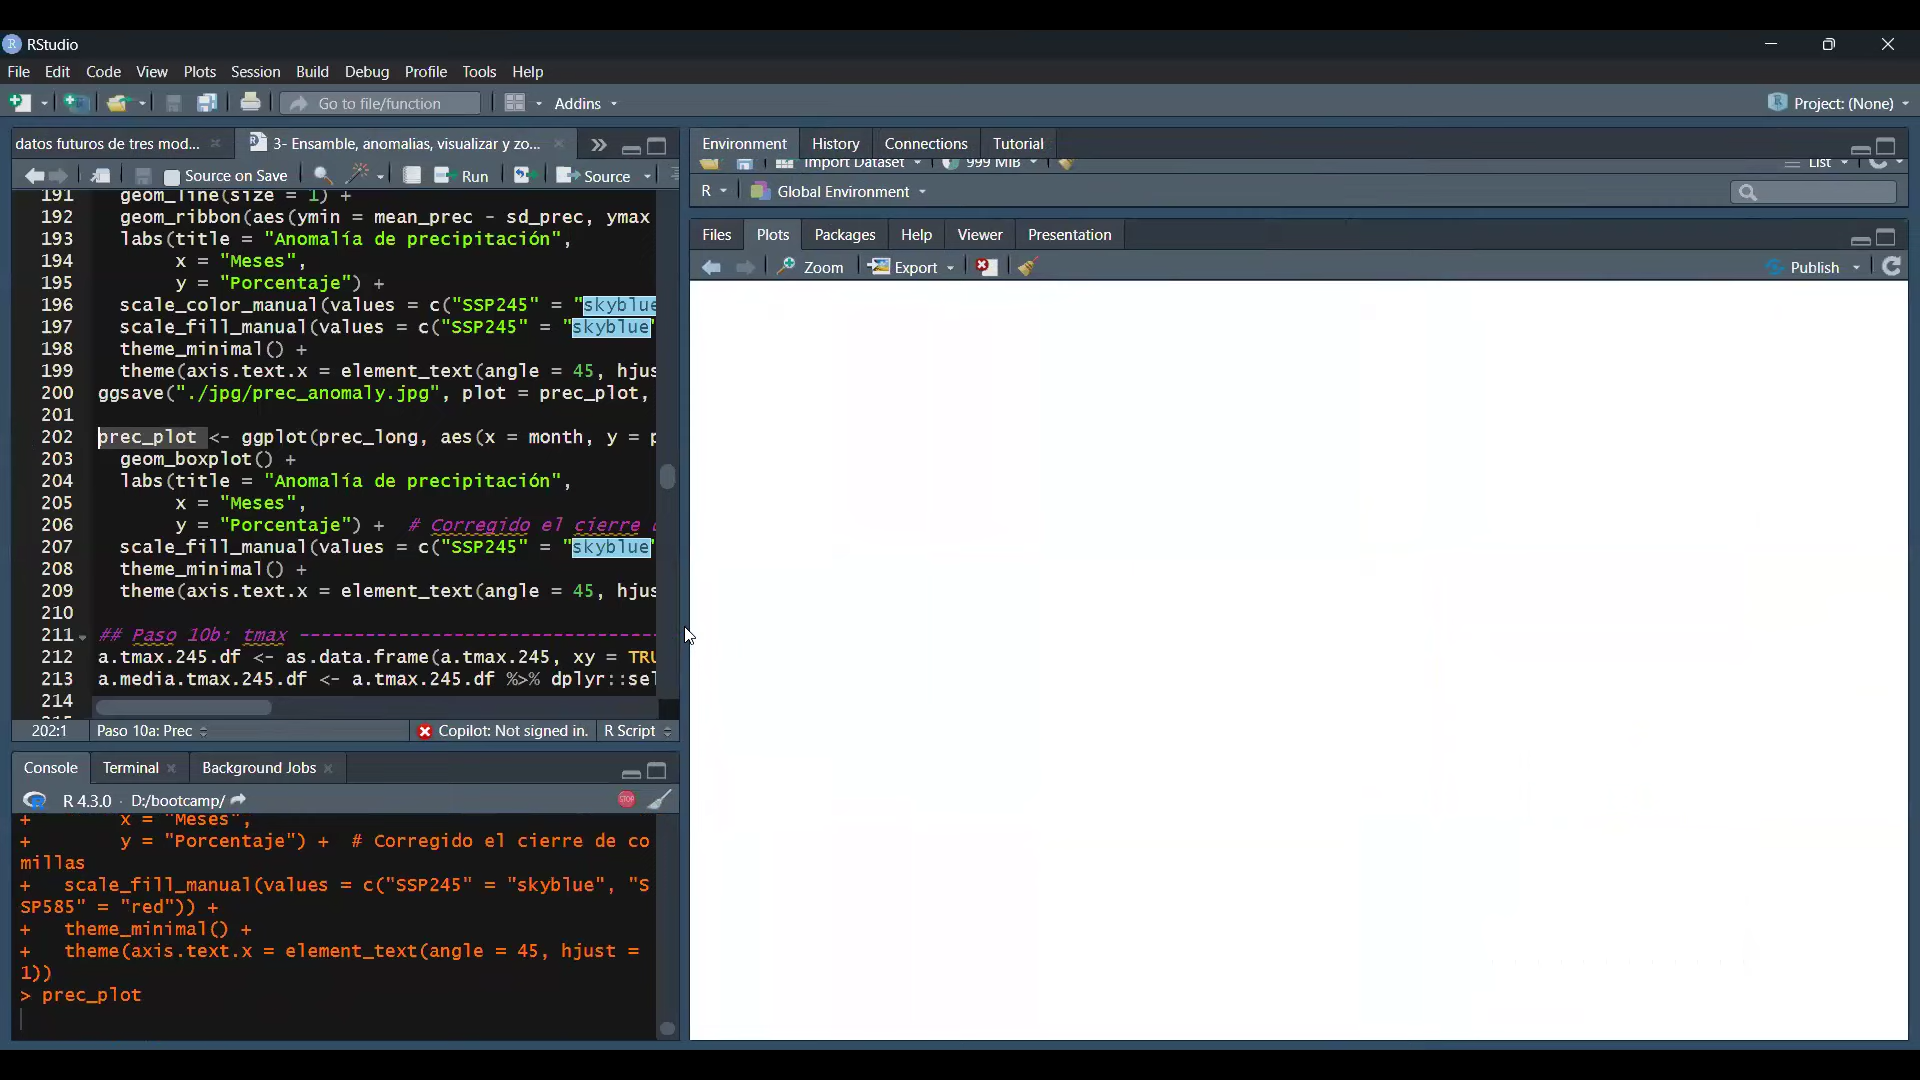 RStudio
File Edit Code View Plots Session Build Debug Profile Tools Help
Go to file/function Addins Project: (None)
datos futuros de tres mod... 3- Ensamble, anomalias, visualizar y zo...
Source on Save Run Source
191 geom_line(size = 1) +
192 geom_ribbon(aes(ymin = mean_prec - sd_prec, ymax
193 labs(title = "Anomalía de precipitación",
194 x = "Meses",
195 y = "Porcentaje") +
196 scale_color_manual(values = c("SSP245" = "skyblue
197 scale_fill_manual(values = c("SSP245" = "skyblue"
198 theme_minimal() +
199 theme(axis.text.x = element_text(angle = 45, hjus
200 ggsave("./jpg/prec_anomaly.jpg", plot = prec_plot,
201
202 prec_plot <- ggplot(prec_long, aes(x = month, y = p
203 geom_boxplot() +
204 labs(title = "Anomalía de precipitación",
205 x = "Meses",
206 y = "Porcentaje") + # Corregido el cierre
207 scale_fill_manual(values = c("SSP245" = "skyblue"
208 theme_minimal() +
209 theme(axis.text.x = element_text(angle = 45, hjus
210
211 ## Paso 10b: tmax ---------------------------------
212 a.tmax.245.df <- as.data.frame(a.tmax.245, xy = TRU
213 a.media.tmax.245.df <- a.tmax.245.df %>% dplyr::sel
214
202:1 Paso 10a: Prec Copilot: Not signed in. R Script
Console Terminal Background Jobs
R 4.3.0 · D:/bootcamp/
+ x = "Meses",
+ y = "Porcentaje") + # Corregido el cierre de co
millas
+ scale_fill_manual(values = c("SSP245" = "skyblue", "S
SP585" = "red")) +
+ theme_minimal() +
+ theme(axis.text.x = element_text(angle = 45, hjust =
1))
> prec_plot
Environment History Connections Tutorial
Import Dataset 999 MiB List
R Global Environment
Files Plots Packages Help Viewer Presentation
Zoom Export Publish